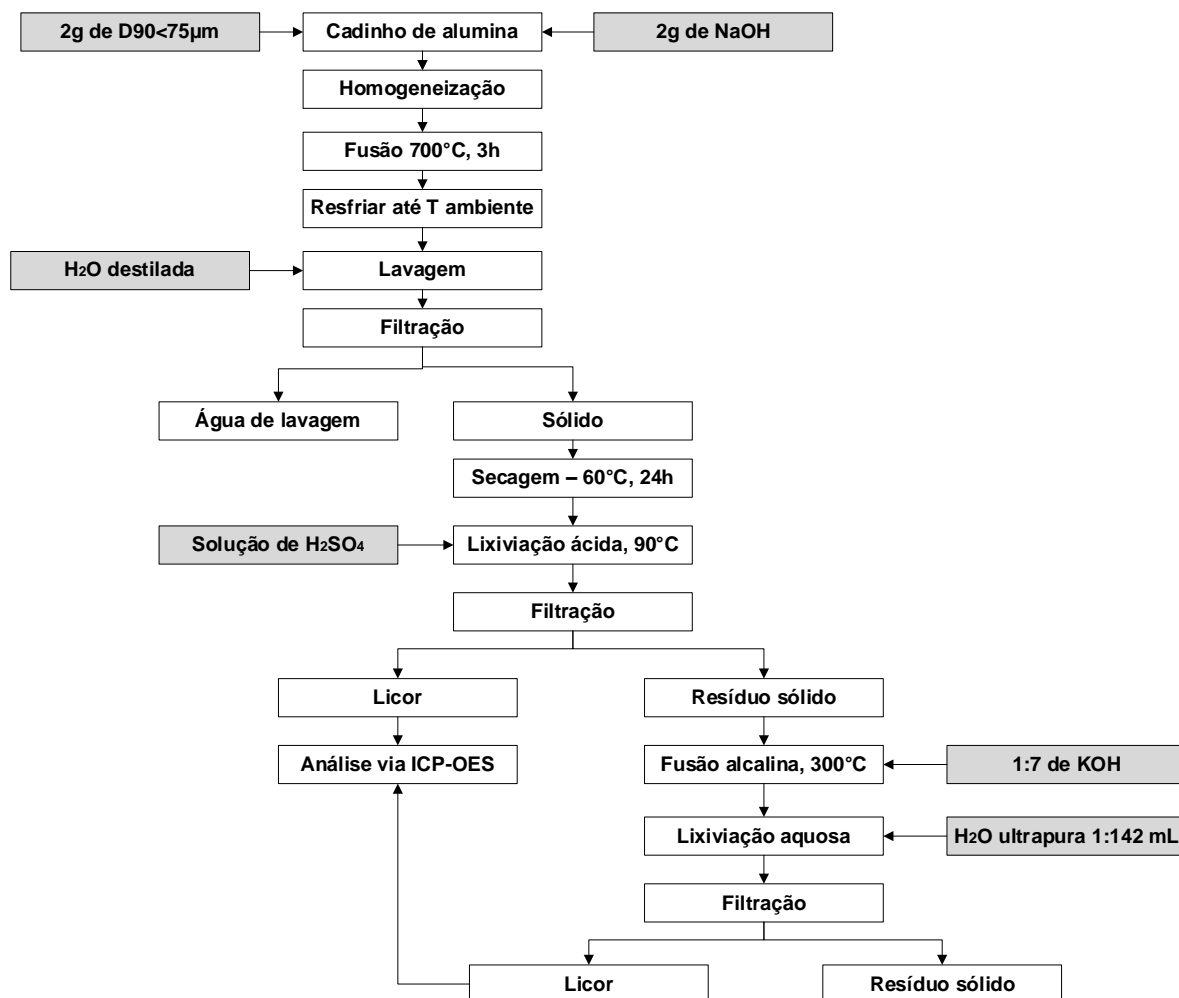 2g de D90<75µm
Cadinho de alumina
2g de NaOH
Homogeneização
Fusão 700°C, 3h
Resfriar até T ambiente
H2O destilada
Lavagem
Filtração
Água de lavagem
Sólido
Secagem – 60°C, 24h
Solução de H2SO4
Lixiviação ácida, 90°C
Filtração
Licor
Resíduo sólido
Análise via ICP-OES
Fusão alcalina, 300°C
1:7 de KOH
Lixiviação aquosa
H2O ultrapura 1:142 mL
Filtração
Licor
Resíduo sólido